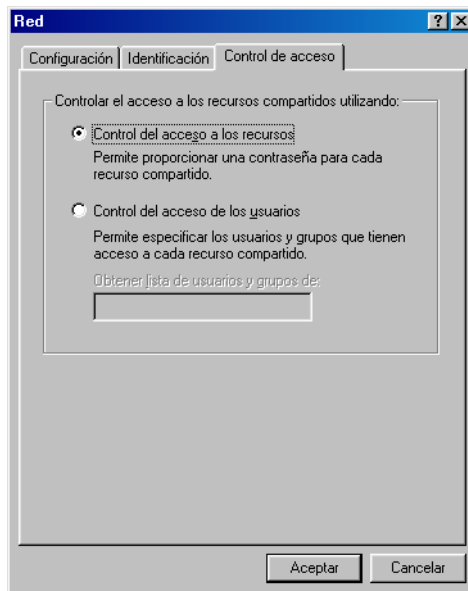 Red
Configuración Identificación Control de acceso
Controlar el acceso a los recursos compartidos utilizando:
Control del acceso a los recursos
Permite proporcionar una contraseña para cada
recurso compartido.
Control del acceso de los usuarios
Permite especificar los usuarios y grupos que tienen
acceso a cada recurso compartido.
Obtener lista de usuarios y grupos de:
Aceptar Cancelar